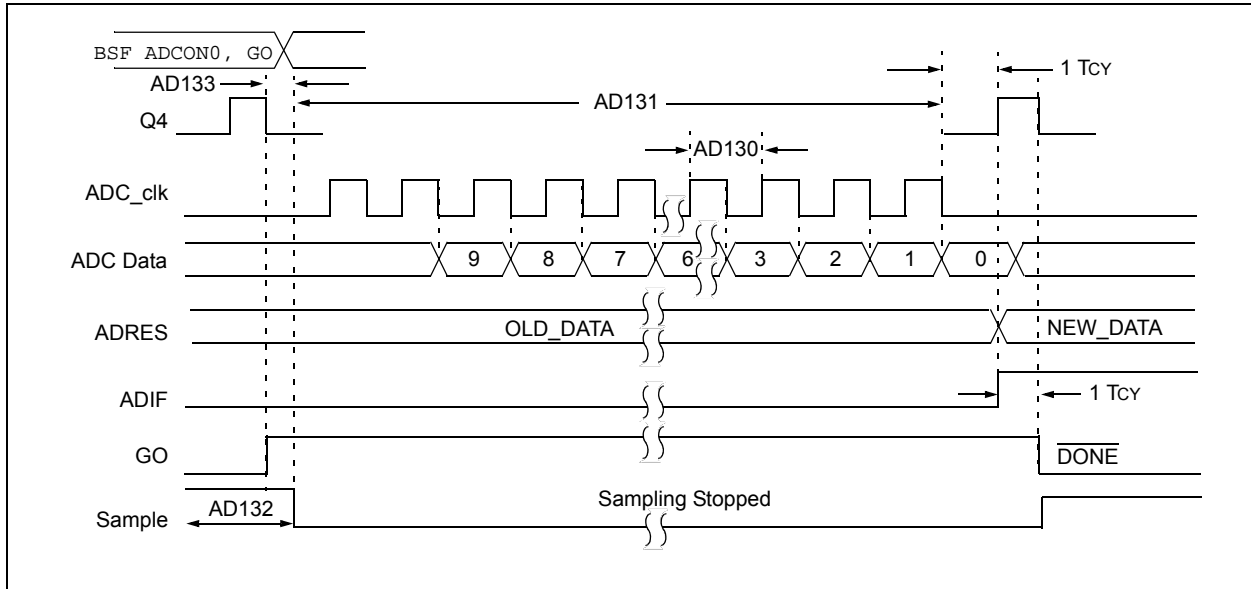 BSF ADCON0, GO
1 TCY
AD133
AD131
Q4
AD130
ADC_clk
ADC Data
9 8 7 6 3 2 1 0
ADRES
OLD_DATA
NEW_DATA
ADIF
1 TCY
GO
DONE
AD132
Sampling Stopped
Sample